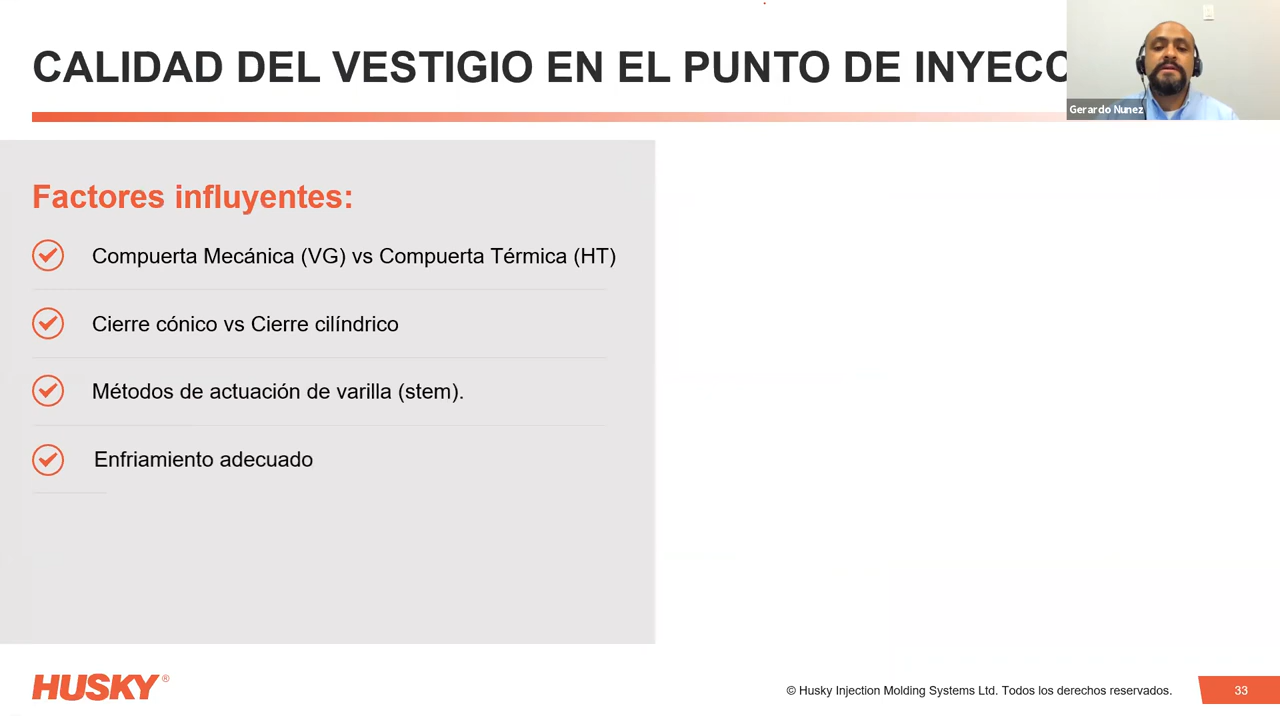 CALIDAD DEL VESTIGIO EN EL PUNTO DE INYECC
Gerardo Nunez
Factores influyentes:
Compuerta Mecánica (VG) vs Compuerta Térmica (HT)
Cierre cónico vs Cierre cilíndrico
Métodos de actuación de varilla (stem).
Enfriamiento adecuado
HUSKY®
© Husky Injection Molding Systems Ltd. Todos los derechos reservados.
33